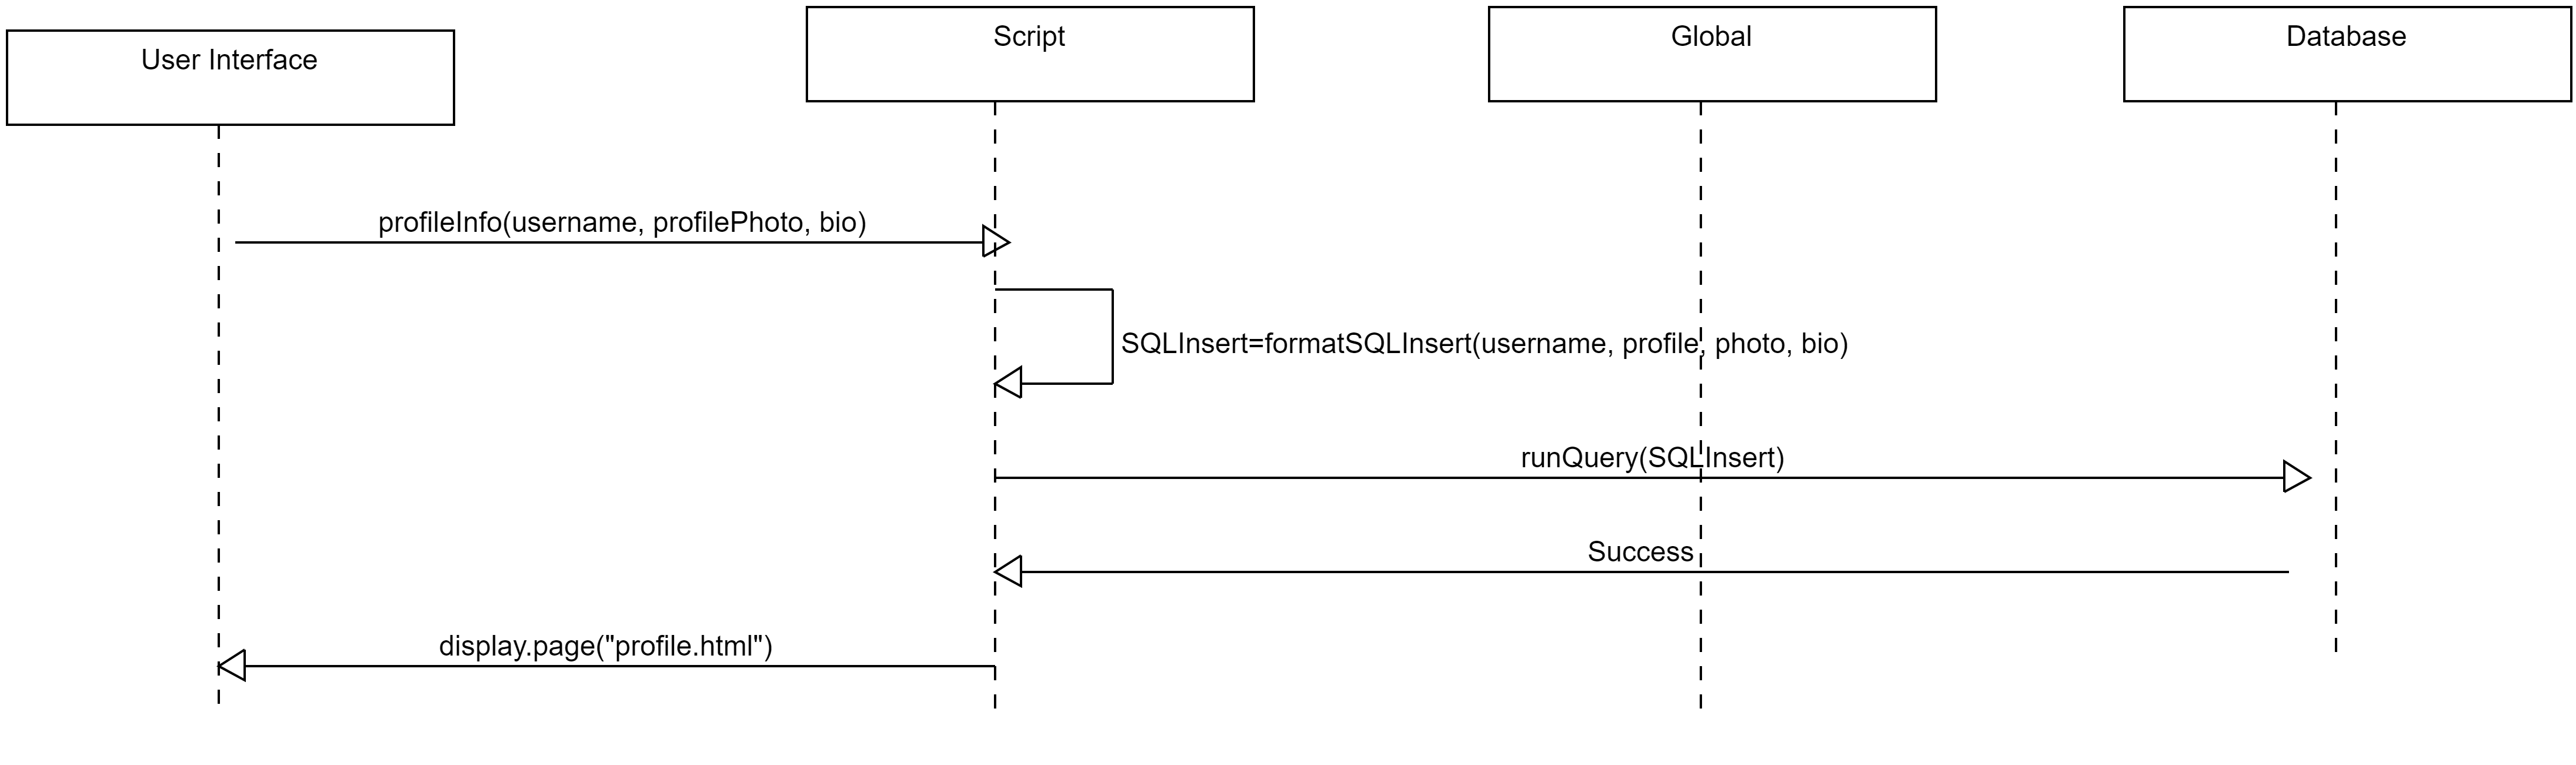 User Interface
Script
Global
Database
profileInfo(username, profilePhoto, bio)
SQLInsert=formatSQLInsert(username, profile, photo, bio)
runQuery(SQLInsert)
Success
display.page("profile.html")